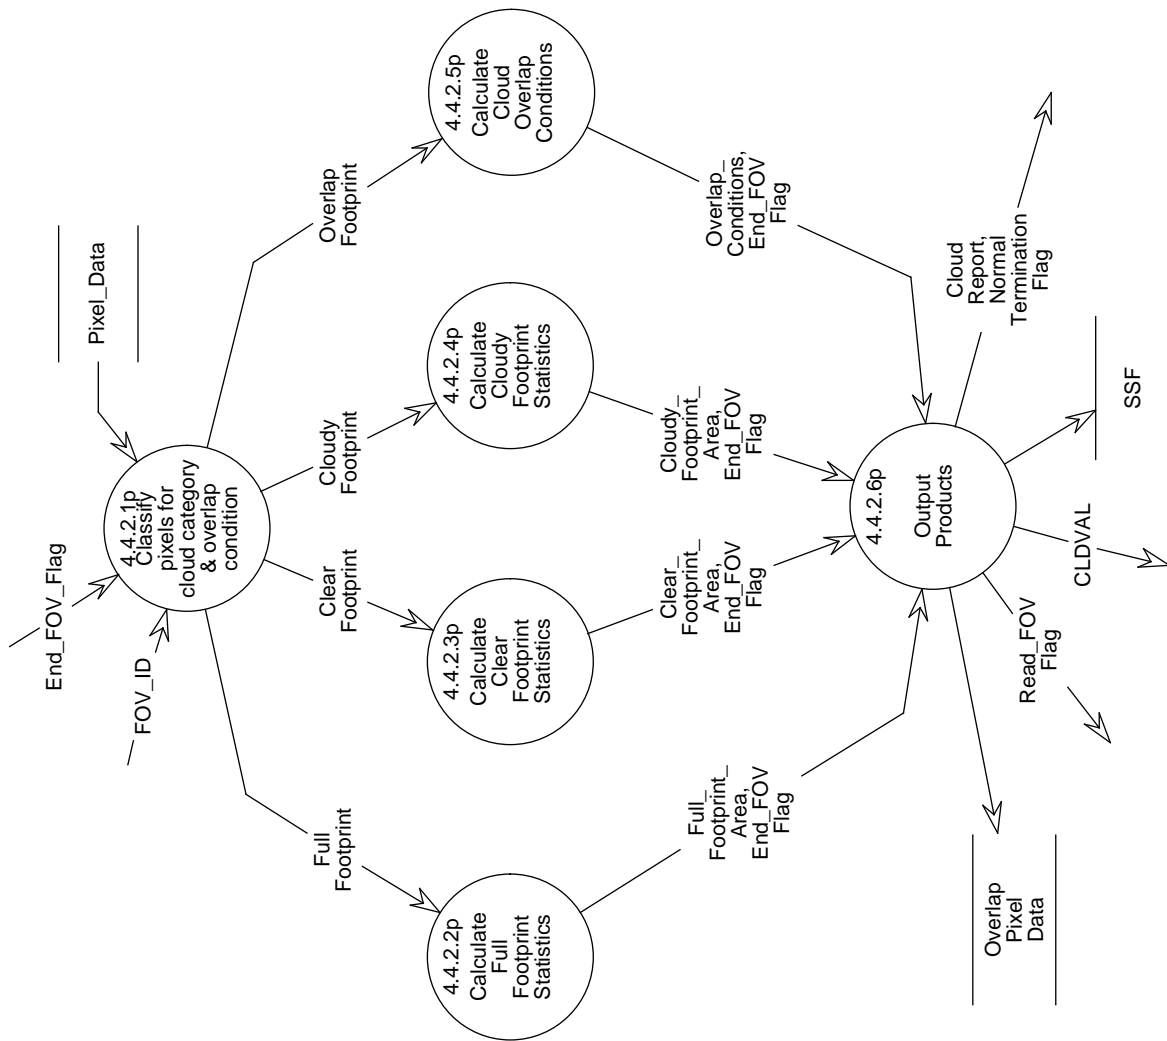 End_FOV_Flag
FOV_ID
Pixel_Data
4.4.2.1p
Classify
pixels for
cloud category
& overlap
condition
Full
Footprint
Clear
Footprint
Cloudy
Footprint
Overlap
Footprint
4.4.2.2p
Calculate
Full
Footprint
Statistics
4.4.2.3p
Calculate
Clear
Footprint
Statistics
4.4.2.4p
Calculate
Cloudy
Footprint
Statistics
4.4.2.5p
Calculate
Cloud
Overlap
Conditions
Full_
Footprint_
Area,
End_FOV
Flag
Clear_
Footprint_
Area,
End_FOV
Flag
Cloudy_
Footprint_
Area,
End_FOV
Flag
Overlap_
Conditions,
End_FOV
Flag
4.4.2.6p
Output
Products
Overlap
Pixel
Data
Read_FOV
Flag
CLDVAL
SSF
Cloud
Report,
Normal
Termination
Flag